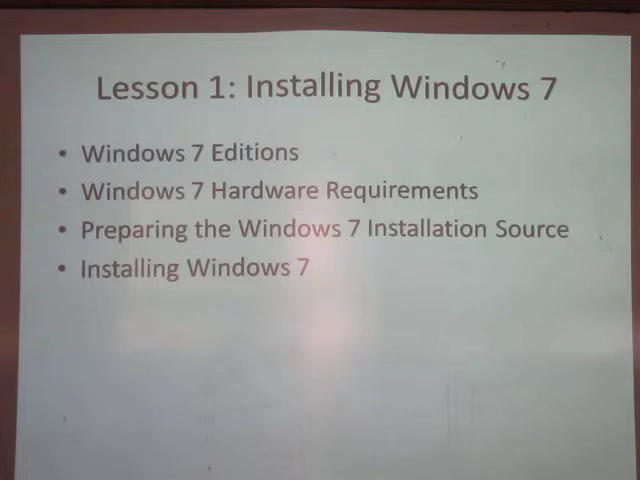 Lesson 1: Installing Windows 7
• Windows 7 Editions
• Windows 7 Hardware Requirements
• Preparing the Windows 7 Installation Source
• Installing Windows 7